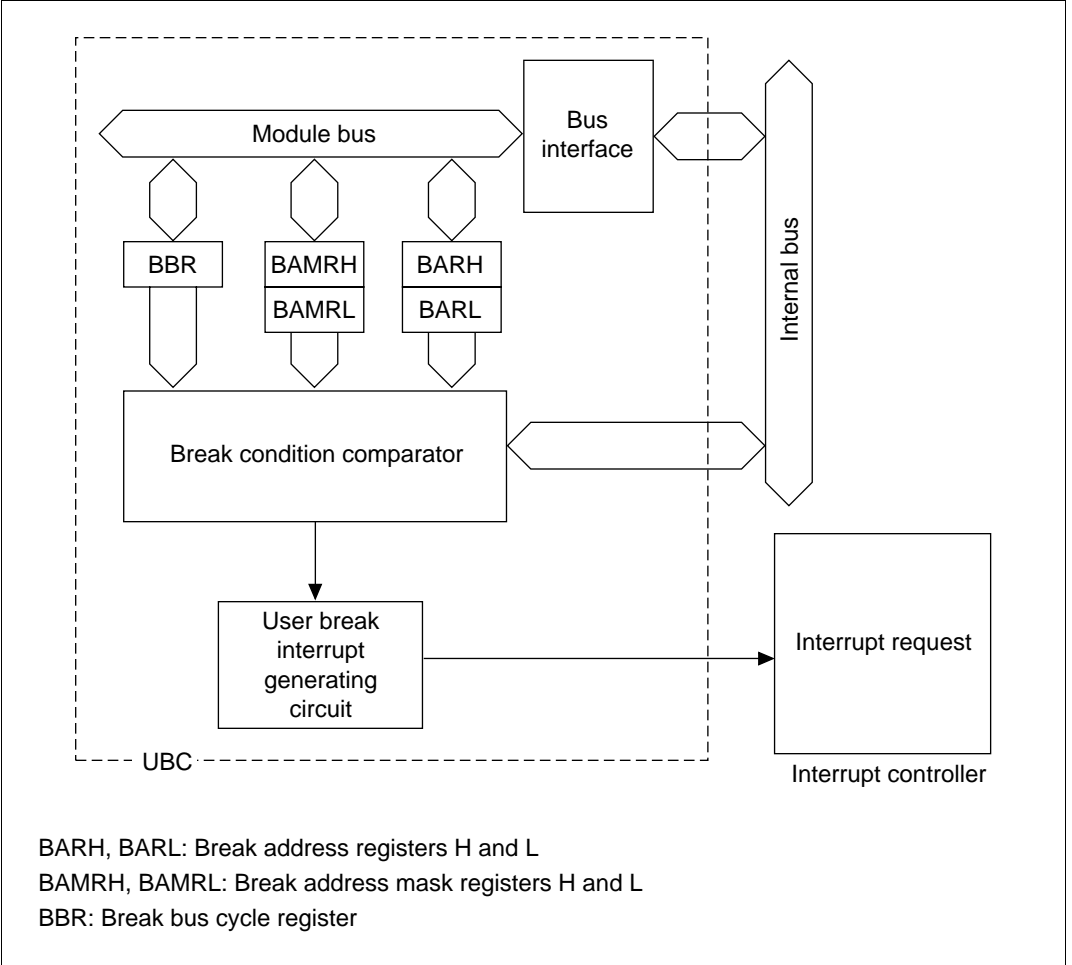 Bus
interface
Module bus
Internal bus
BBR
BAMRH
BARH
BAMRL
BARL
Break condition comparator
User break
interrupt
generating
circuit
Interrupt request
UBC
Interrupt controller
BARH, BARL: Break address registers H and L
BAMRH, BAMRL: Break address mask registers H and L
BBR: Break bus cycle register